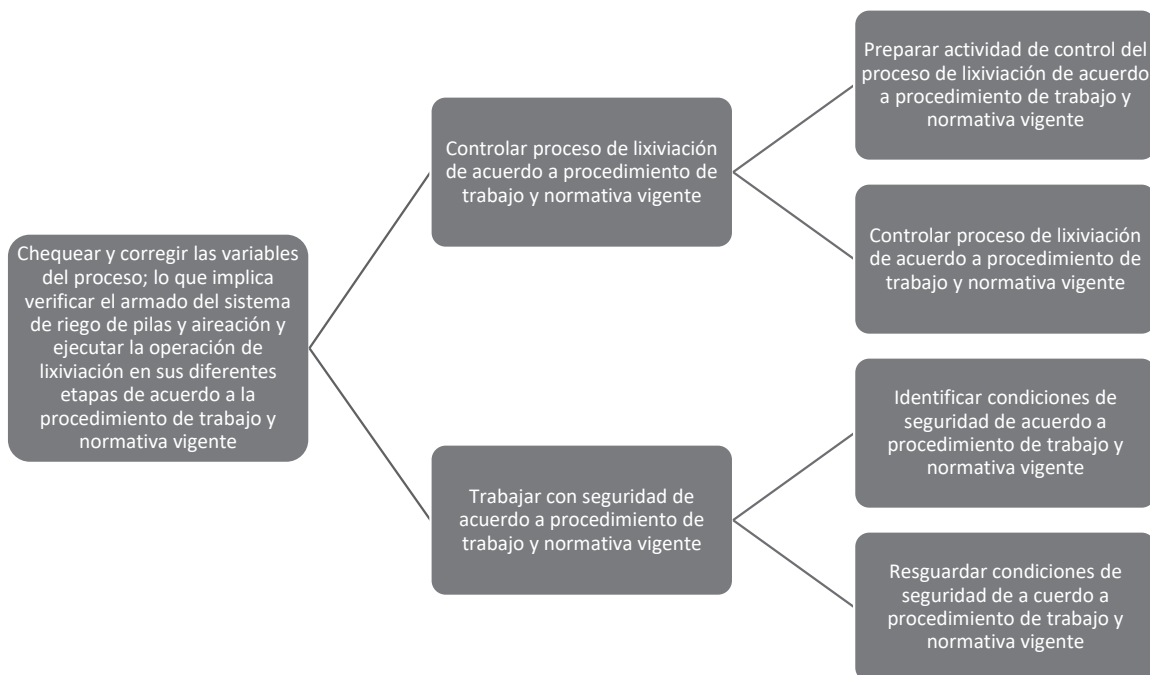 Chequear y corregir las variables
del proceso; lo que implica
verificar el armado del sistema
de riego de pilas y aireación y
ejecutar la operación de
lixiviación en sus diferentes
etapas de acuerdo a la
procedimiento de trabajo y
normativa vigente
Controlar proceso de lixiviación
de acuerdo a procedimiento de
trabajo y normativa vigente
Preparar actividad de control del
proceso de lixiviación de acuerdo
a procedimiento de trabajo y
normativa vigente
Controlar proceso de lixiviación
de acuerdo a procedimiento de
trabajo y normativa vigente
Trabajar con seguridad de
acuerdo a procedimiento de
trabajo y normativa vigente
Identificar condiciones de
seguridad de acuerdo a
procedimiento de trabajo y
normativa vigente
Resguardar condiciones de
seguridad de a cuerdo a
procedimiento de trabajo y
normativa vigente